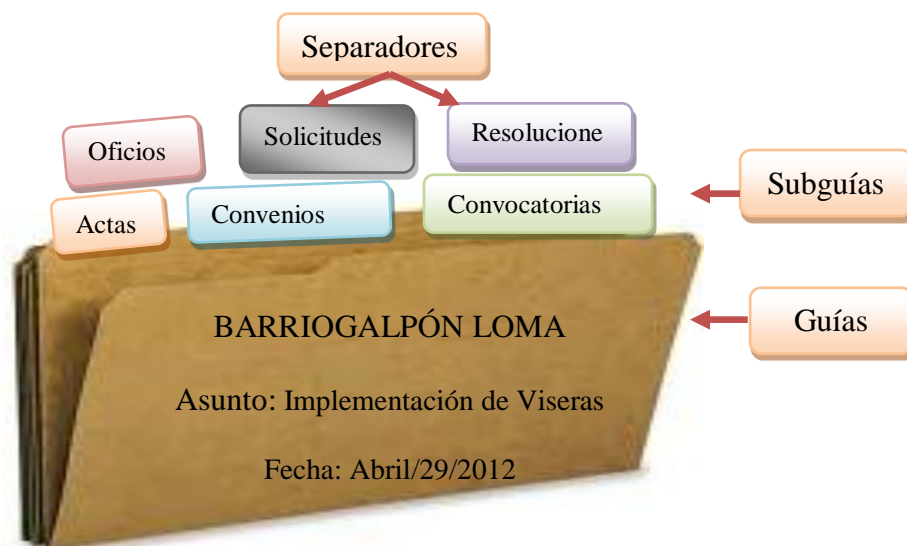 Separadores
Oficios
Solicitudes
Resolucione
Actas
Convenios
Convocatorias
Subguías
Guías
BARRIOGALPÓN LOMA
Asunto: Implementación de Viseras
Fecha: Abril/29/2012